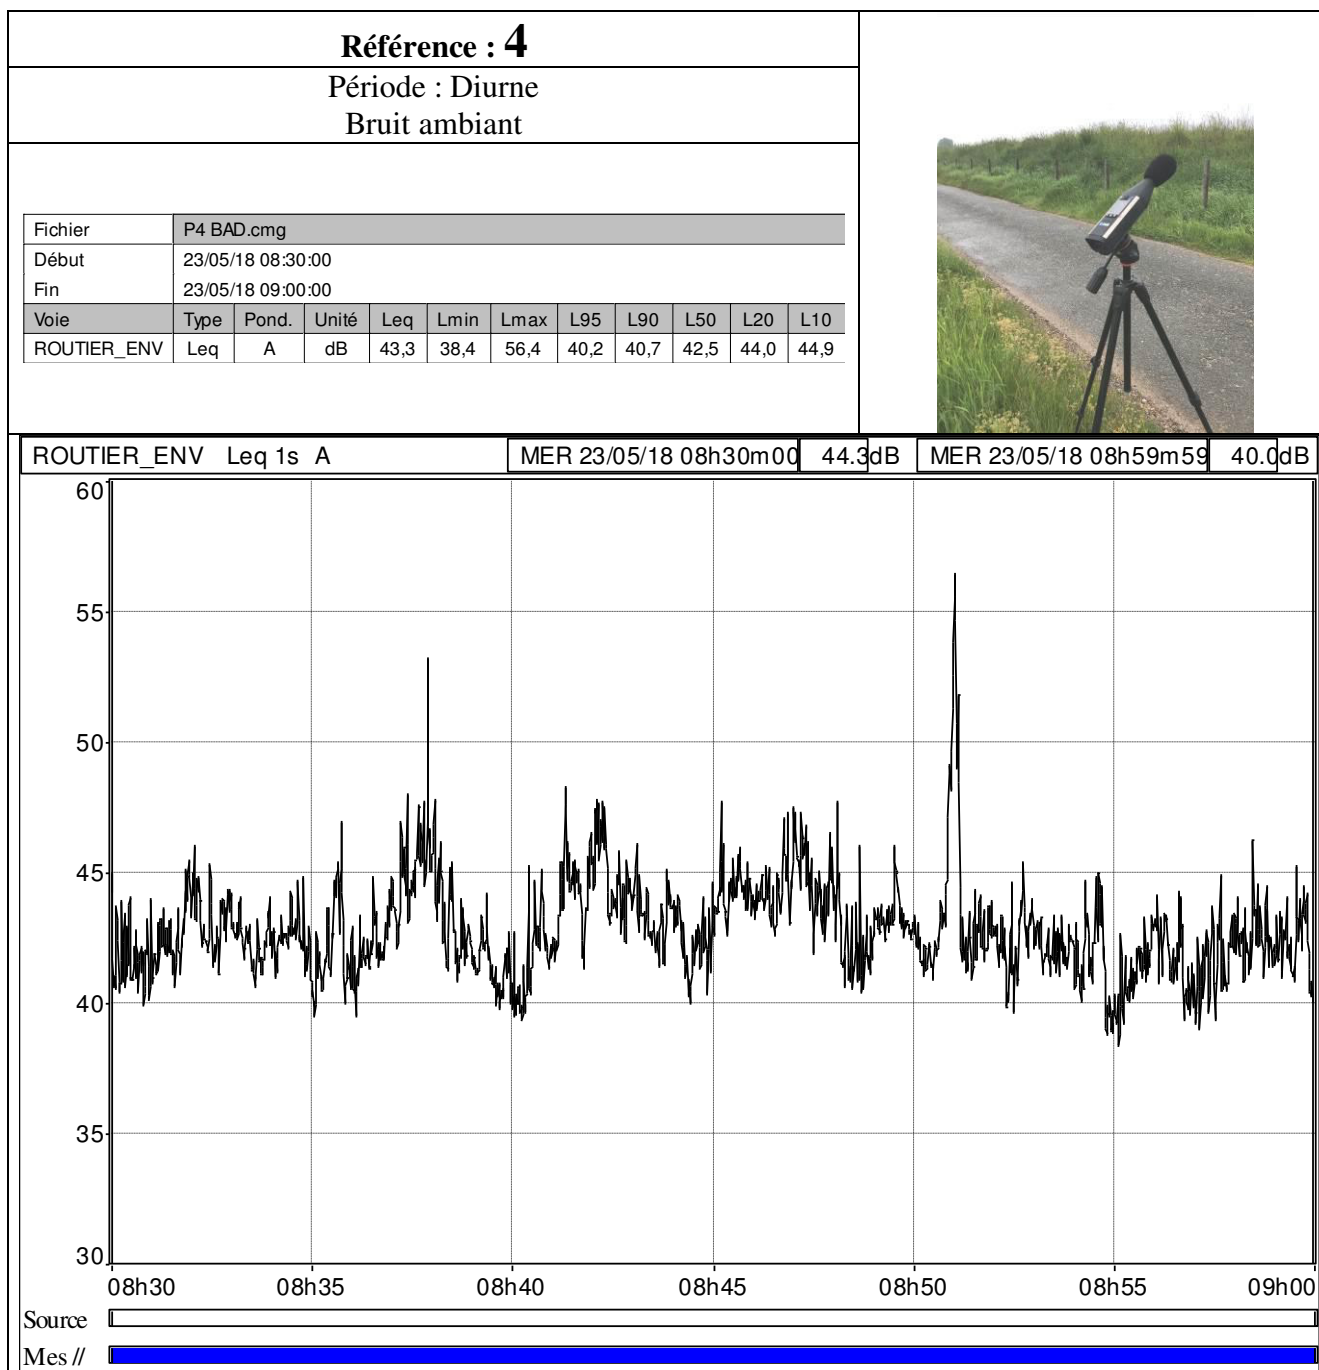 Référence : 4
Période : Diurne
Bruit ambiant
Fichier P4 BAD.cmg
Début 23/05/18 08:30:00
Fin 23/05/18 09:00:00
Voie Type Pond. Unité Leq Lmin Lmax L95 L90 L50 L20 L10
ROUTIER_ENV Leq A dB 43,3 38,4 56,4 40,2 40,7 42,5 44,0 44,9
ROUTIER_ENV Leq 1s A MER 23/05/18 08h30m00 44.3dB MER 23/05/18 08h59m59 40.0dB
60
55
50
45
40
35
30
08h30 08h35 08h40 08h45 08h50 08h55 09h00
Source
Mes //